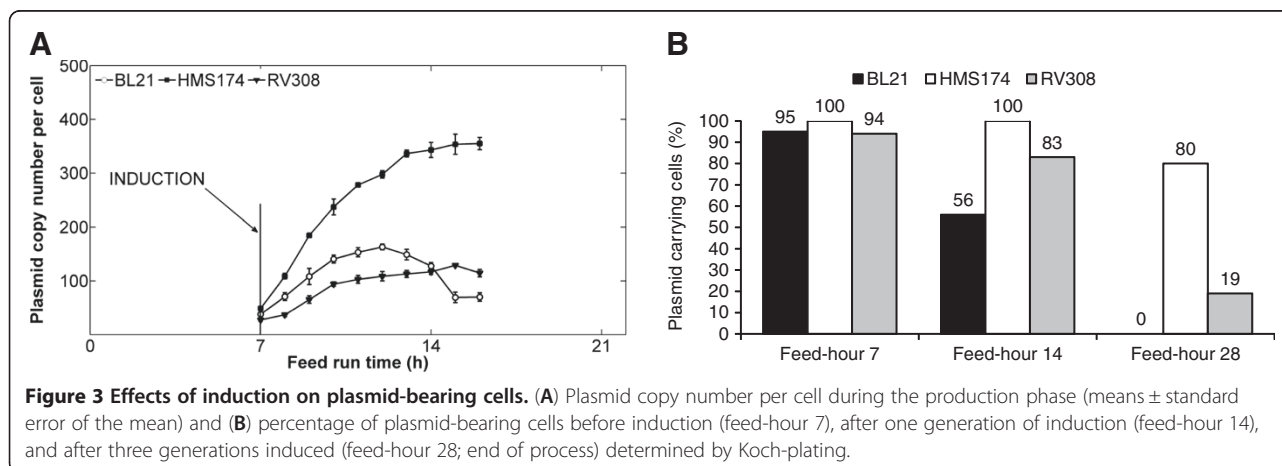 A
500
400
300
200
100
Plasmid copy number per cell
BL21 HMS174 RV308
INDUCTION
0 7 14 21
Feed run time (h)
B
BL21 HMS174 RV308
Plasmid carrying cells (%)
100
90
80
70
60
50
40
30
20
10
0
95 100 94
56 100 83
0 80 19
Feed-hour 7 Feed-hour 14 Feed-hour 28
Figure 3 Effects of induction on plasmid-bearing cells. (A) Plasmid copy number per cell during the production phase (means ± standard
error of the mean) and (B) percentage of plasmid-bearing cells before induction (feed-hour 7), after one generation of induction (feed-hour 14),
and after three generations induced (feed-hour 28; end of process) determined by Koch-plating.